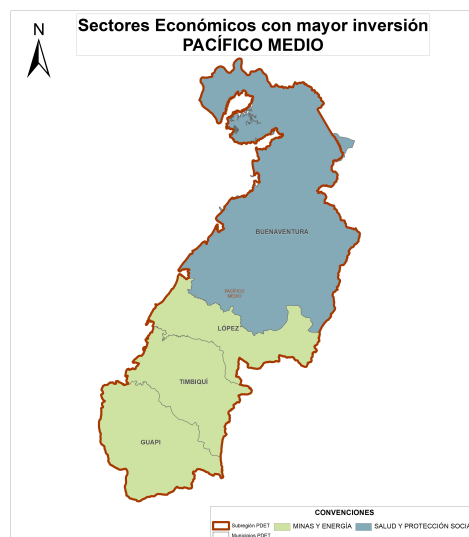 Sectores Económicos con mayor inversión
PACÍFICO MEDIO
N
BUENAVENTURA
PACÍFICO
MEDIO
LÓPEZ
TIMBIQUÍ
GUAPI
CONVENCIONES
Subregión PDET
MINAS Y ENERGÍA
SALUD Y PROTECCIÓN SOCIA
Municipios PDET